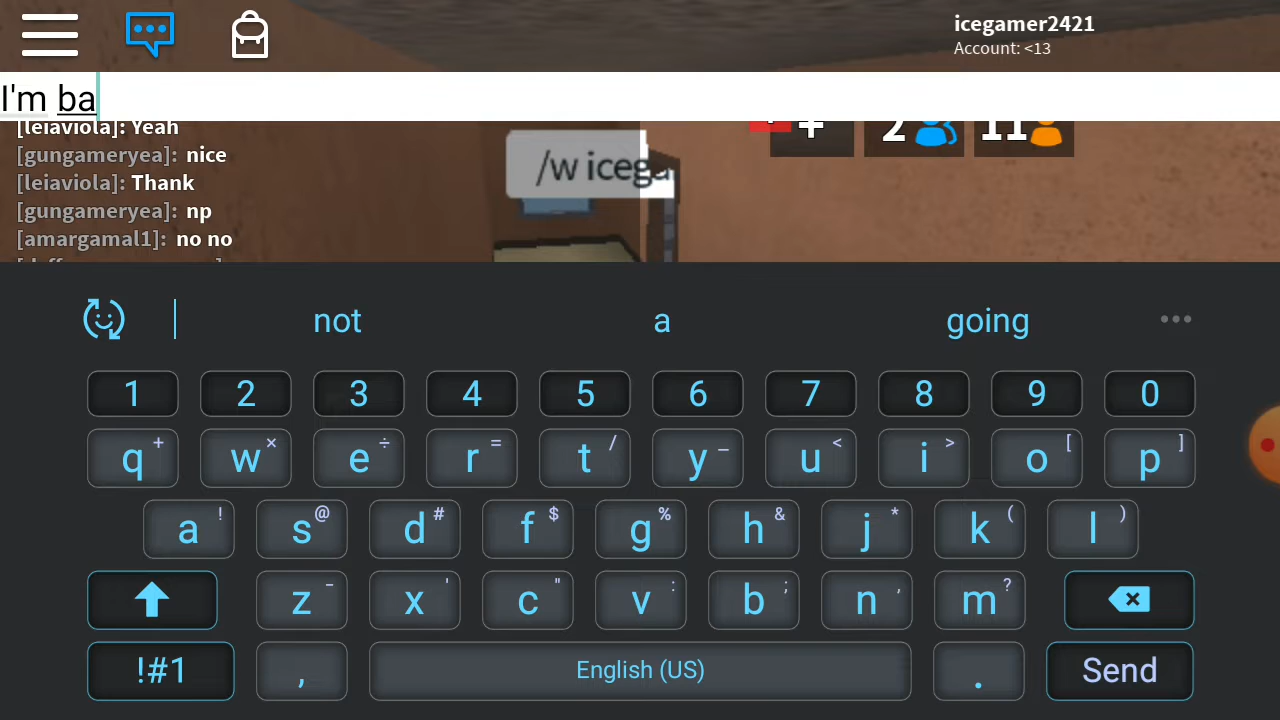 icegamer2421
Account: <13
I'm ba
[leiaviola]: Yeah
[gungameryea]: nice
[leiaviola]: Thank
[gungameryea]: np
[amargamal1]: no no
/w icega
+ 2 11
not a going
1 2 3 4 5 6 7 8 9 0
q + w × e ÷ r = t / y _ u < i > o [ p ]
a ! s @ d # f $ g % h & j * k ( l )
z - x ' c " v : b ; n , m ?
!#1 , English (US) . Send